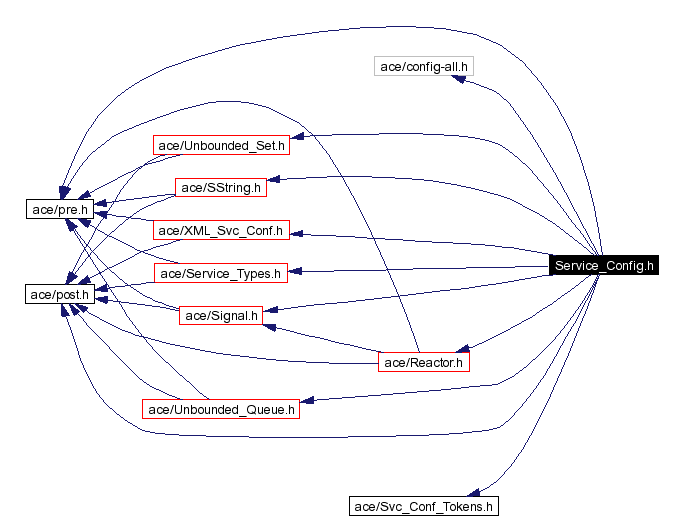 ace/config-all.h
ace/Unbounded_Set.h
ace/SString.h
ace/pre.h
ace/XML_Svc_Conf.h
Service_Config.h
ace/Service_Types.h
ace/post.h
ace/Signal.h
ace/Reactor.h
ace/Unbounded_Queue.h
ace/Svc_Conf_Tokens.h